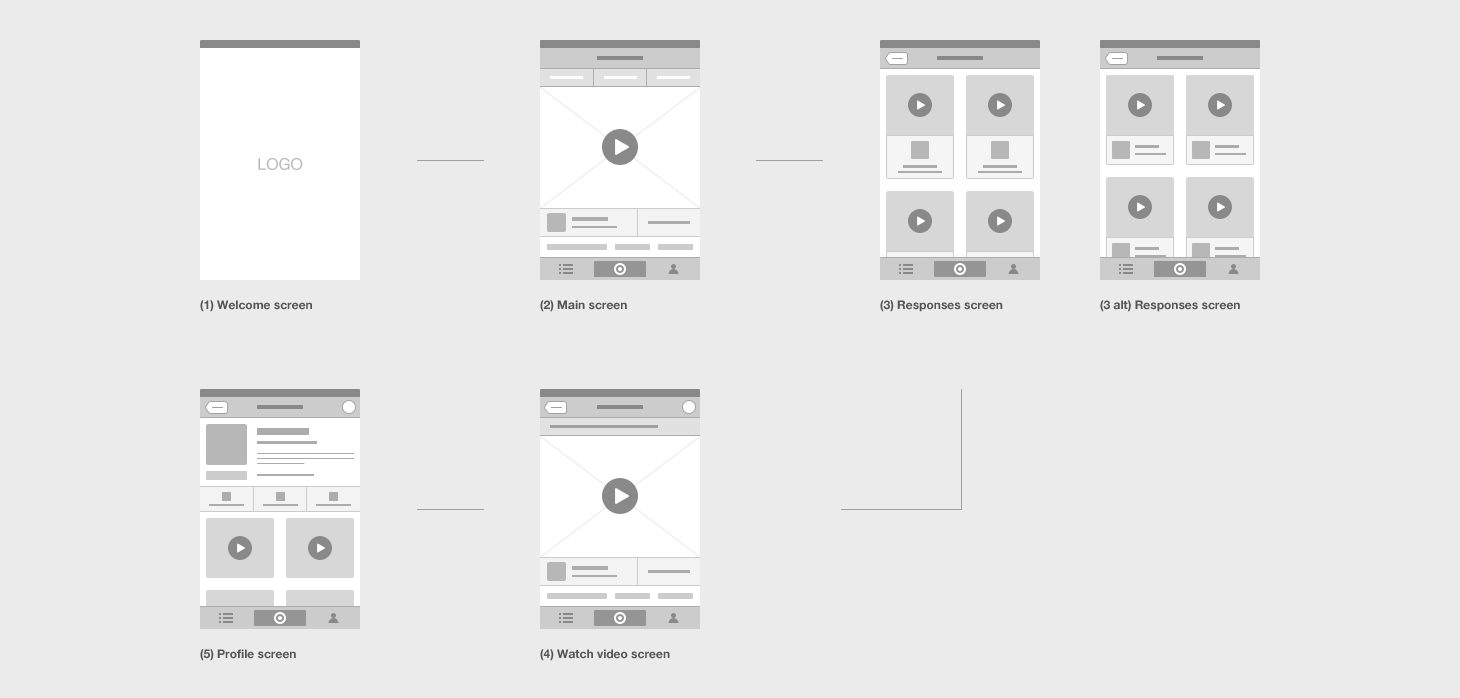 LOGO
(1) Welcome screen
(2) Main screen
(3) Responses screen
(3 alt) Responses screen
(5) Profile screen
(4) Watch video screen